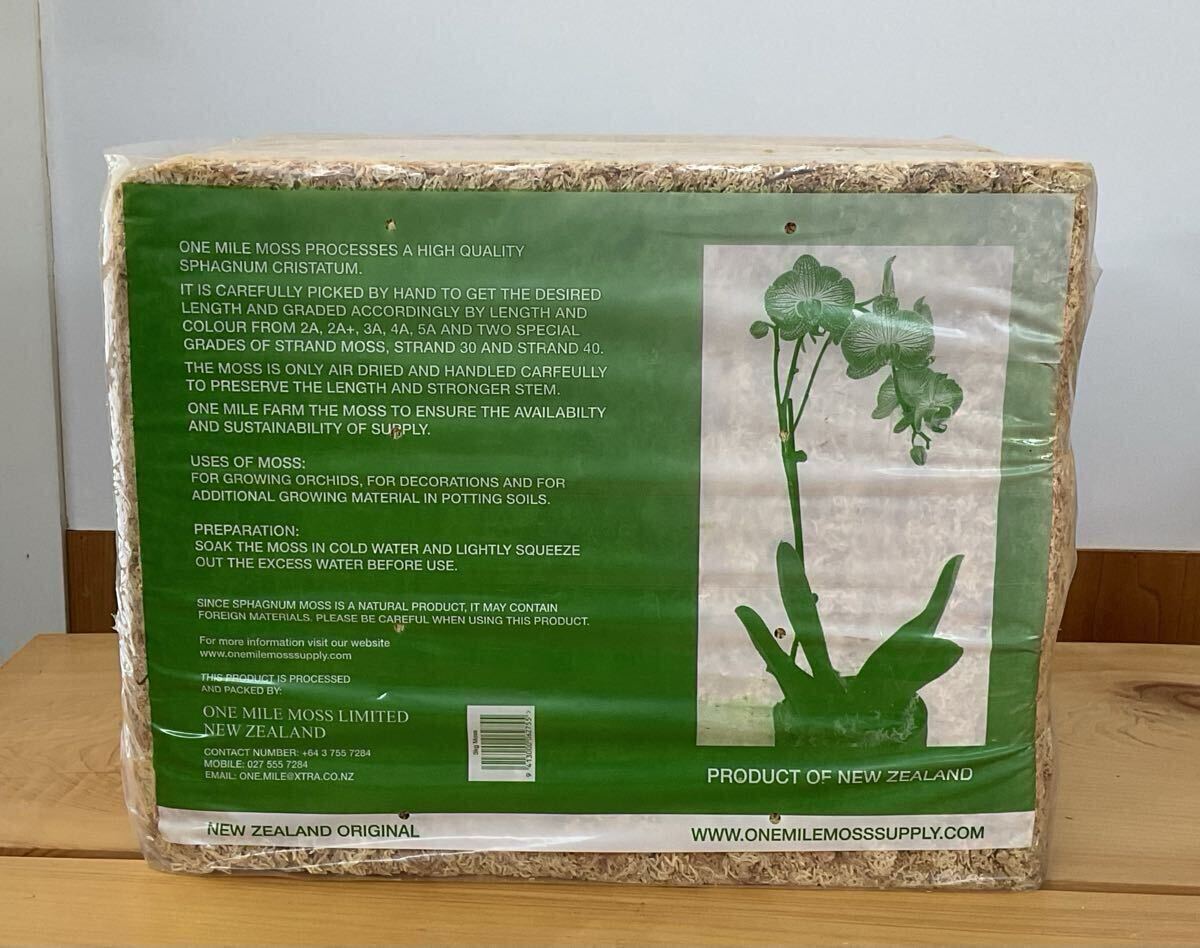 ONE MILE MOSS PROCESSES A HIGH QUALITY
SPHAGNUM CRISTATUM.
IT IS CAREFULLY PICKED BY HAND TO GET THE DESIRED
LENGTH AND GRADED ACCORDINGLY BY LENGTH AND
COLOUR FROM 2A, 2A+, 3A, 4A, 5A AND TWO SPECIAL
GRADES OF STRAND MOSS, STRAND 30 AND STRAND 40.
THE MOSS IS ONLY AIR DRIED AND HANDLED CARFEULLY
TO PRESERVE THE LENGTH AND STRONGER STEM.
ONE MILE FARM THE MOSS TO ENSURE THE AVAILABILTY
AND SUSTAINABILITY OF SUPPLY.
USES OF MOSS:
FOR GROWING ORCHIDS, FOR DECORATIONS AND FOR
ADDITIONAL GROWING MATERIAL IN POTTING SOILS.
PREPARATION:
SOAK THE MOSS IN COLD WATER AND LIGHTLY SQUEEZE
OUT THE EXCESS WATER BEFORE USE.
SINCE SPHAGNUM MOSS IS A NATURAL PRODUCT, IT MAY CONTAIN
FOREIGN MATERIALS. PLEASE BE CAREFUL WHEN USING THIS PRODUCT.
For more information visit our website
www.onemilemosssupply.com
THIS PRODUCT IS PROCESSED
AND PACKED BY:
ONE MILE MOSS LIMITED
NEW ZEALAND
CONTACT NUMBER: +64 3 755 7284
MOBILE: 027 555 7284
EMAIL: ONE.MILE@XTRA.CO.NZ
5kg Moss
PRODUCT OF NEW ZEALAND
NEW ZEALAND ORIGINAL
WWW.ONEMILEMOSSSUPPLY.COM